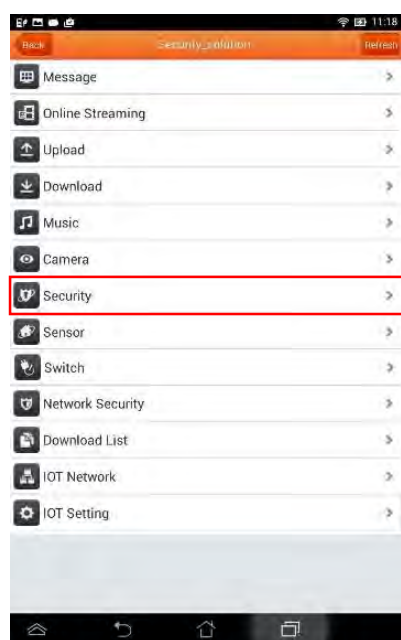 11:18
Back Security_solution Refresh
Message
Online Streaming
Upload
Download
Music
Camera
Security
Sensor
Switch
Network Security
Download List
IOT Network
IOT Setting